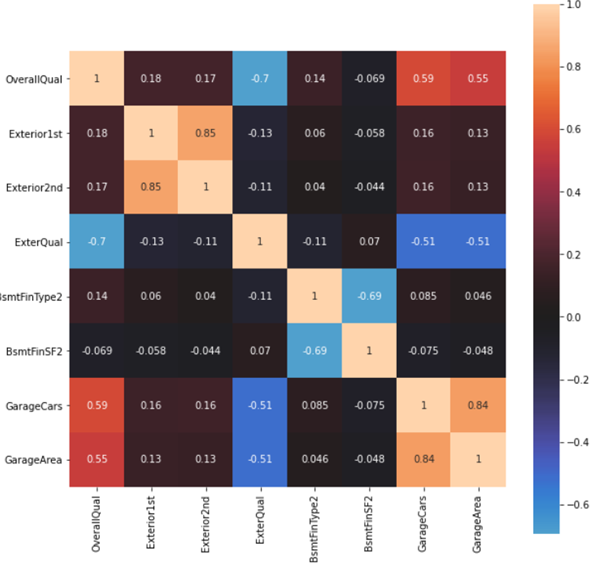 1.0
OverallQual 1 0.18 0.17 -0.7 0.14 -0.069 0.59 0.55
0.8
Exterior1st 0.18 1 0.85 -0.13 0.06 -0.058 0.16 0.13
0.6
Exterior2nd 0.17 0.85 1 -0.11 0.04 -0.044 0.16 0.13
0.4
ExterQual -0.7 -0.13 -0.11 1 -0.11 0.07 -0.51 -0.51
0.2
BsmtFinType2 0.14 0.06 0.04 -0.11 1 -0.69 0.085 0.046
0.0
BsmtFinSF2 -0.069 -0.058 -0.044 0.07 -0.69 1 -0.075 -0.048
−0.2
GarageCars 0.59 0.16 0.16 -0.51 0.085 -0.075 1 0.84
−0.4
GarageArea 0.55 0.13 0.13 -0.51 0.046 -0.048 0.84 1
−0.6
OverallQual
Exterior1st
Exterior2nd
ExterQual
BsmtFinType2
BsmtFinSF2
GarageCars
GarageArea